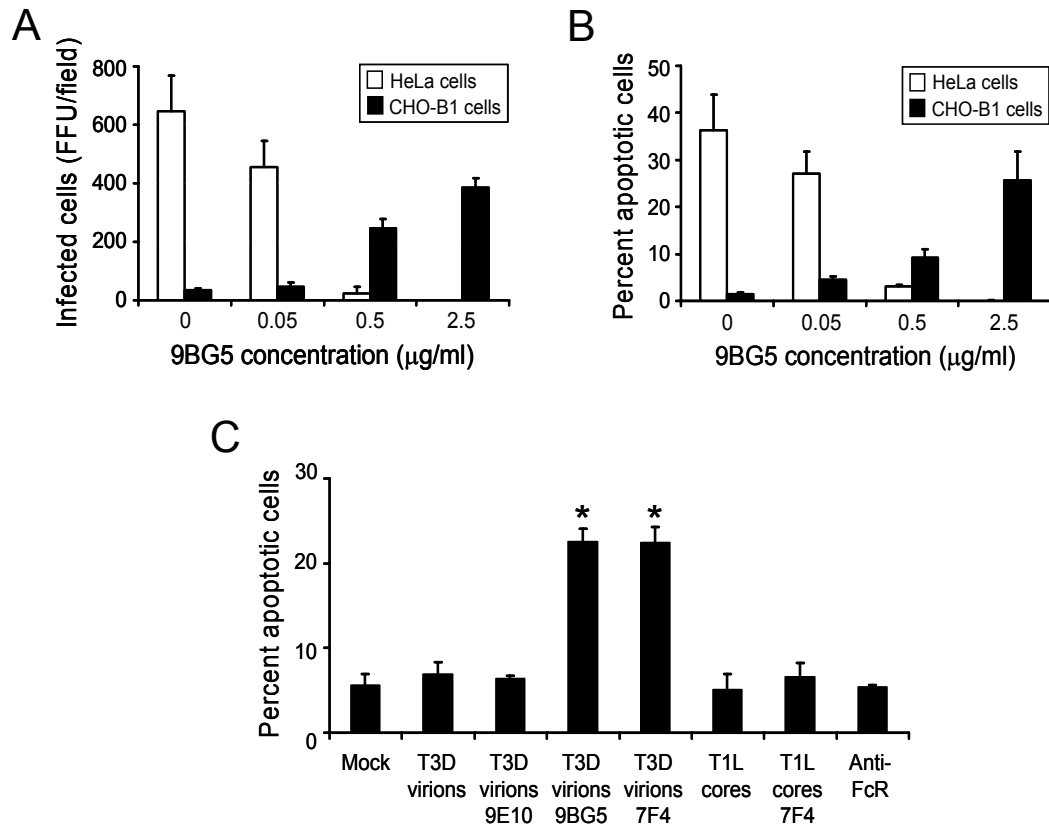 A
Infected cells (FFU/field)
800
600
400
200
0
HeLa cells
CHO-B1 cells
0 0.05 0.5 2.5
9BG5 concentration (μg/ml)
B
Percent apoptotic cells
50
40
30
20
10
0
HeLa cells
CHO-B1 cells
0 0.05 0.5 2.5
9BG5 concentration (μg/ml)
C
Percent apoptotic cells
30
20
10
0
* *
Mock
T3D
virions
T3D
virions
9E10
T3D
virions
9BG5
T3D
virions
7F4
T1L
cores
T1L
cores
7F4
Anti-
FcR